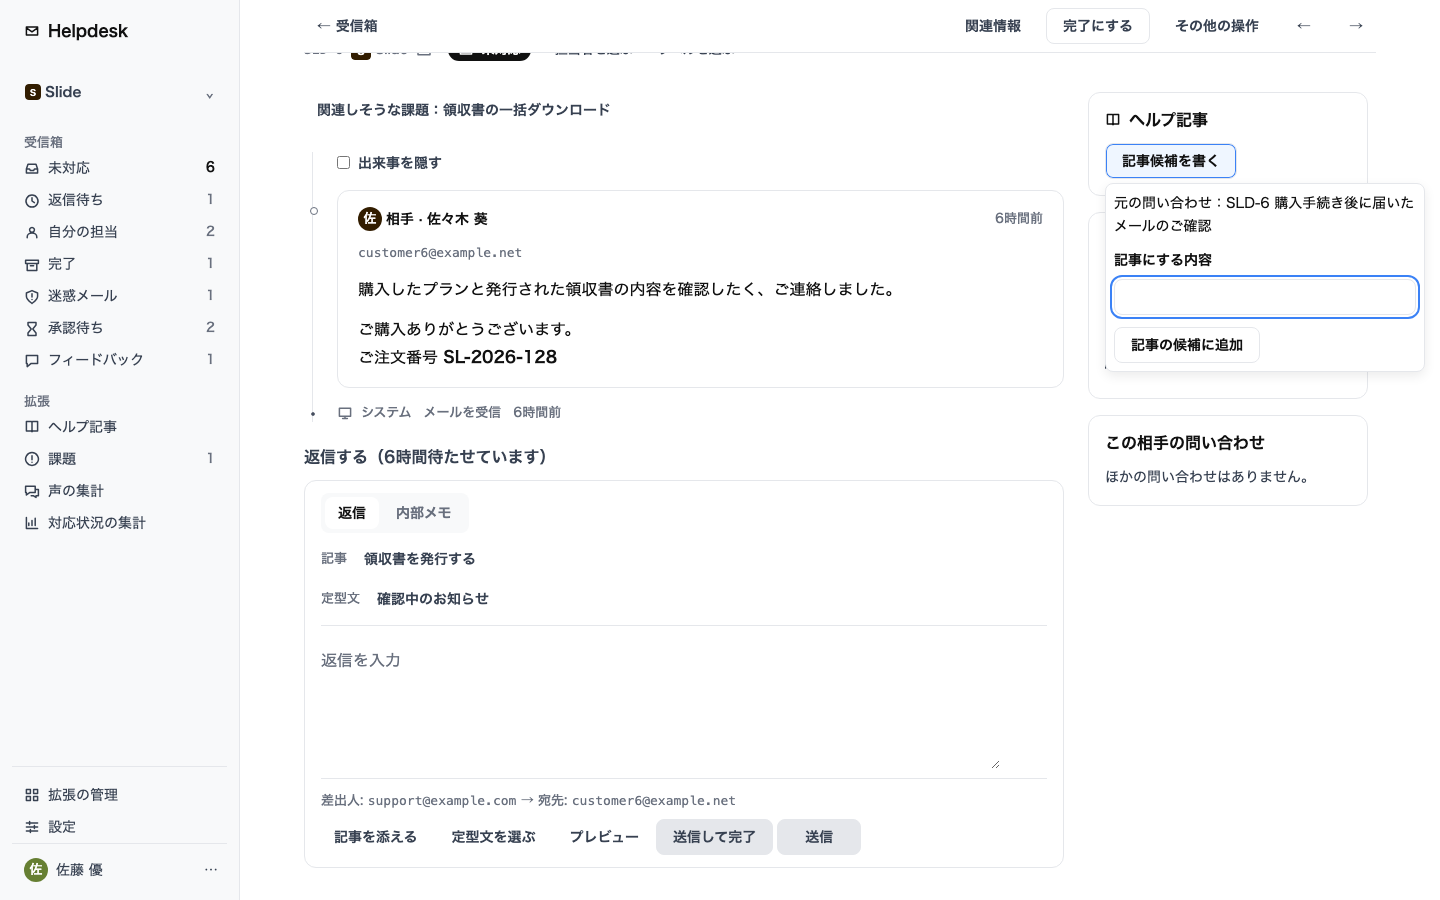 Helpdesk
s Slide
受信箱
未対応 6
返信待ち 1
自分の担当 2
完了 1
迷惑メール 1
承認待ち 2
フィードバック 1
拡張
ヘルプ記事
課題 1
声の集計
対応状況の集計
拡張の管理
設定
佐 佐藤 優 …
← 受信箱
関連情報 完了にする その他の操作 ← →
関連しそうな課題：領収書の一括ダウンロード
出来事を隠す
佐 相手 · 佐々木 葵 6時間前
customer6@example.net
購入したプランと発行された領収書の内容を確認したく、ご連絡しました。
ご購入ありがとうございます。
ご注文番号 SL-2026-128
システム メールを受信 6時間前
返信する（6時間待たせています）
返信 内部メモ
記事 領収書を発行する
定型文 確認中のお知らせ
返信を入力
差出人: support@example.com → 宛先: customer6@example.net
記事を添える 定型文を選ぶ プレビュー 送信して完了 送信
ヘルプ記事
記事候補を書く
元の問い合わせ：SLD-6 購入手続き後に届いた
メールのご確認
記事にする内容
記事の候補に追加
この相手の問い合わせ
ほかの問い合わせはありません。